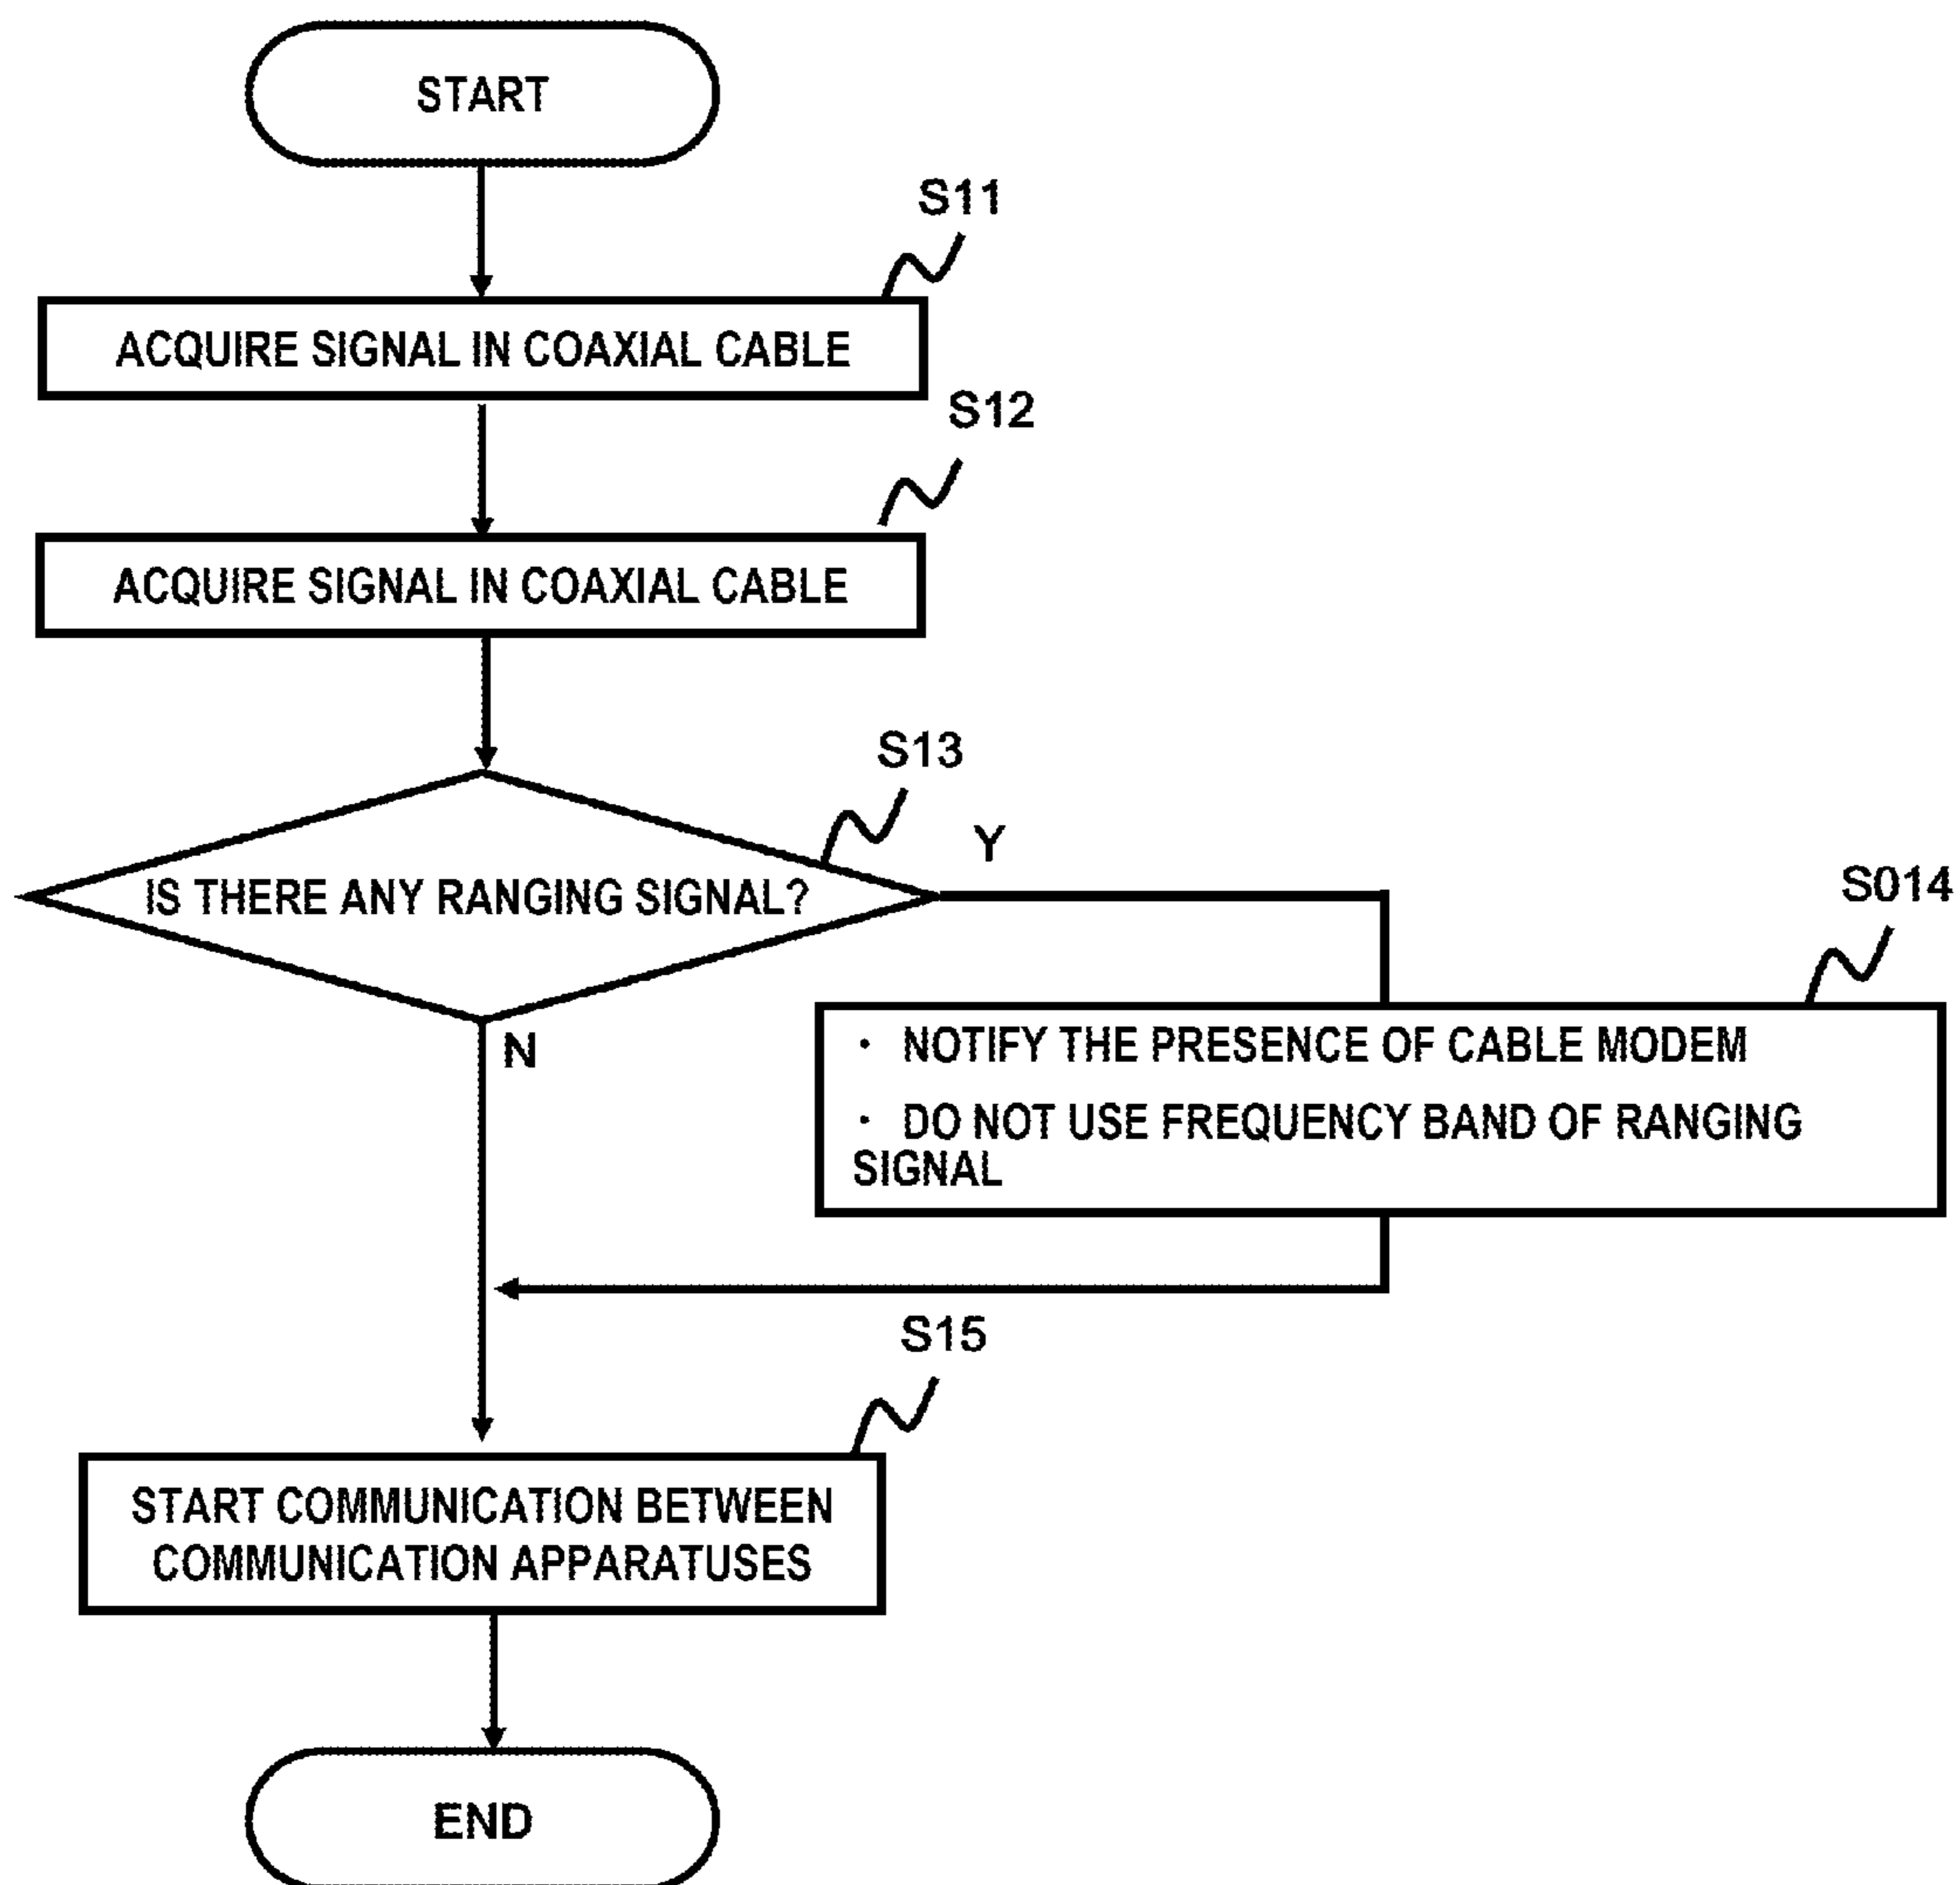 START
S11
ACQUIRE SIGNAL IN COAXIAL CABLE
S12
ACQUIRE SIGNAL IN COAXIAL CABLE
S13
IS THERE ANY RANGING SIGNAL?
Y
S014
N
· NOTIFY THE PRESENCE OF CABLE MODEM
· DO NOT USE FREQUENCY BAND OF RANGING
SIGNAL
S15
START COMMUNICATION BETWEEN
COMMUNICATION APPARATUSES
END